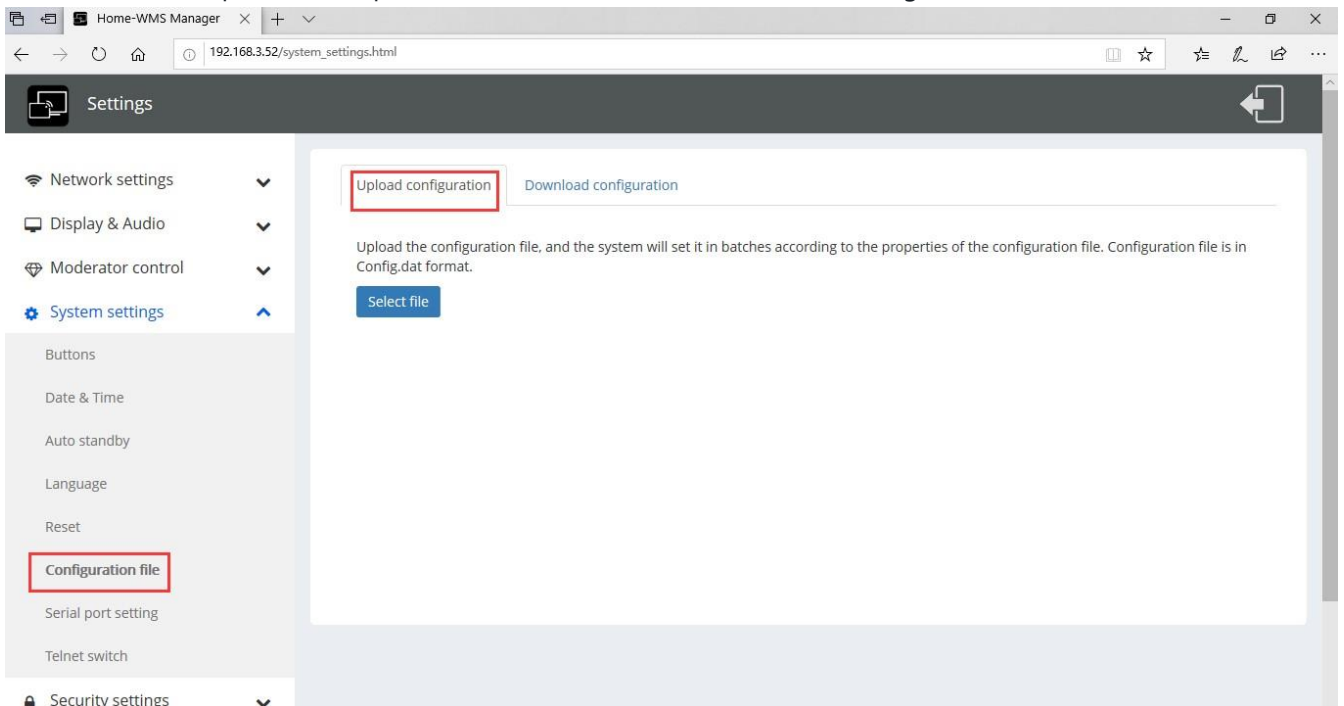 Home-WMS Manager
192.168.3.52/system_settings.html
Settings
Network settings
Display & Audio
Moderator control
System settings
Buttons
Date & Time
Auto standby
Language
Reset
Configuration file
Serial port setting
Telnet switch
Security settings
Upload configuration
Download configuration
Upload the configuration file, and the system will set it in batches according to the properties of the configuration file. Configuration file is in
Config.dat format.
Select file